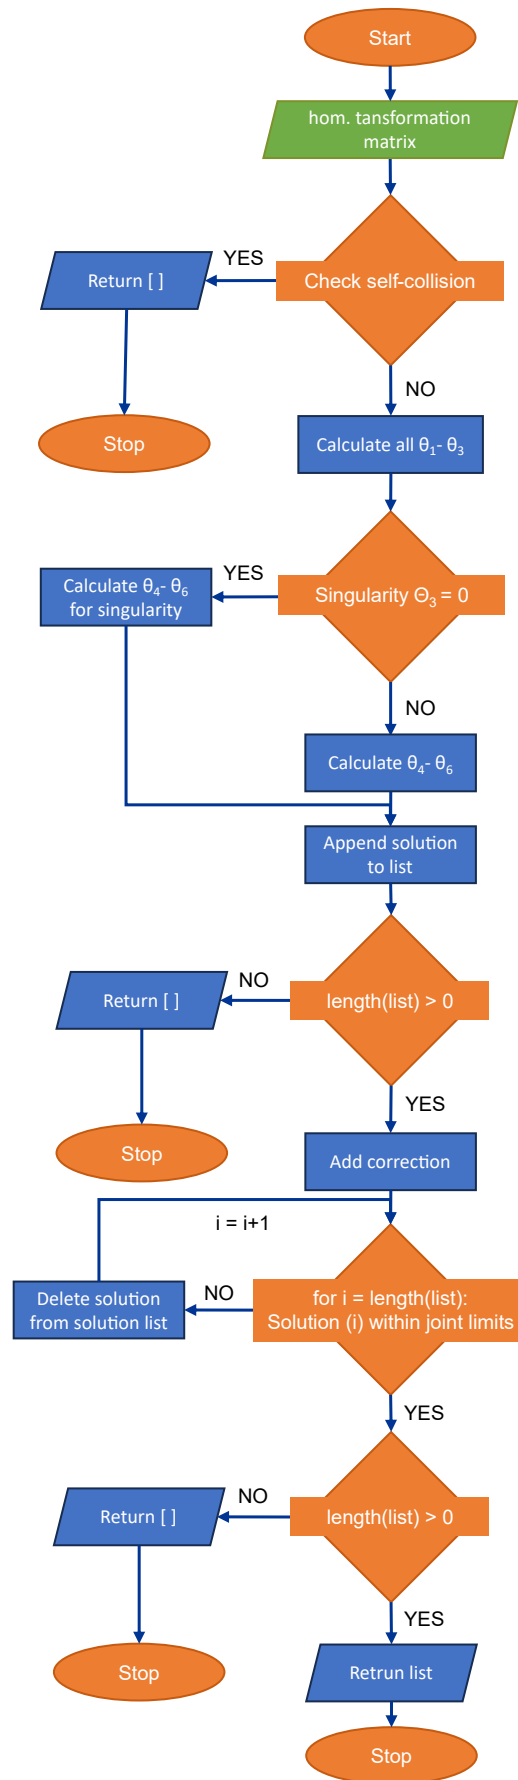 Start
hom. tansformation
matrix
YES
Return [ ]
Check self-collision
NO
Stop
Calculate all θ₁- θ₃
YES
Calculate θ₄- θ₆
for singularity
Singularity Θ₃ = 0
NO
Calculate θ₄- θ₆
Append solution
to list
NO
Return [ ]
length(list) > 0
YES
Stop
Add correction
i = i+1
NO
Delete solution
from solution list
for i = length(list):
Solution (i) within joint limits
YES
NO
Return [ ]
length(list) > 0
YES
Stop
Retrun list
Stop